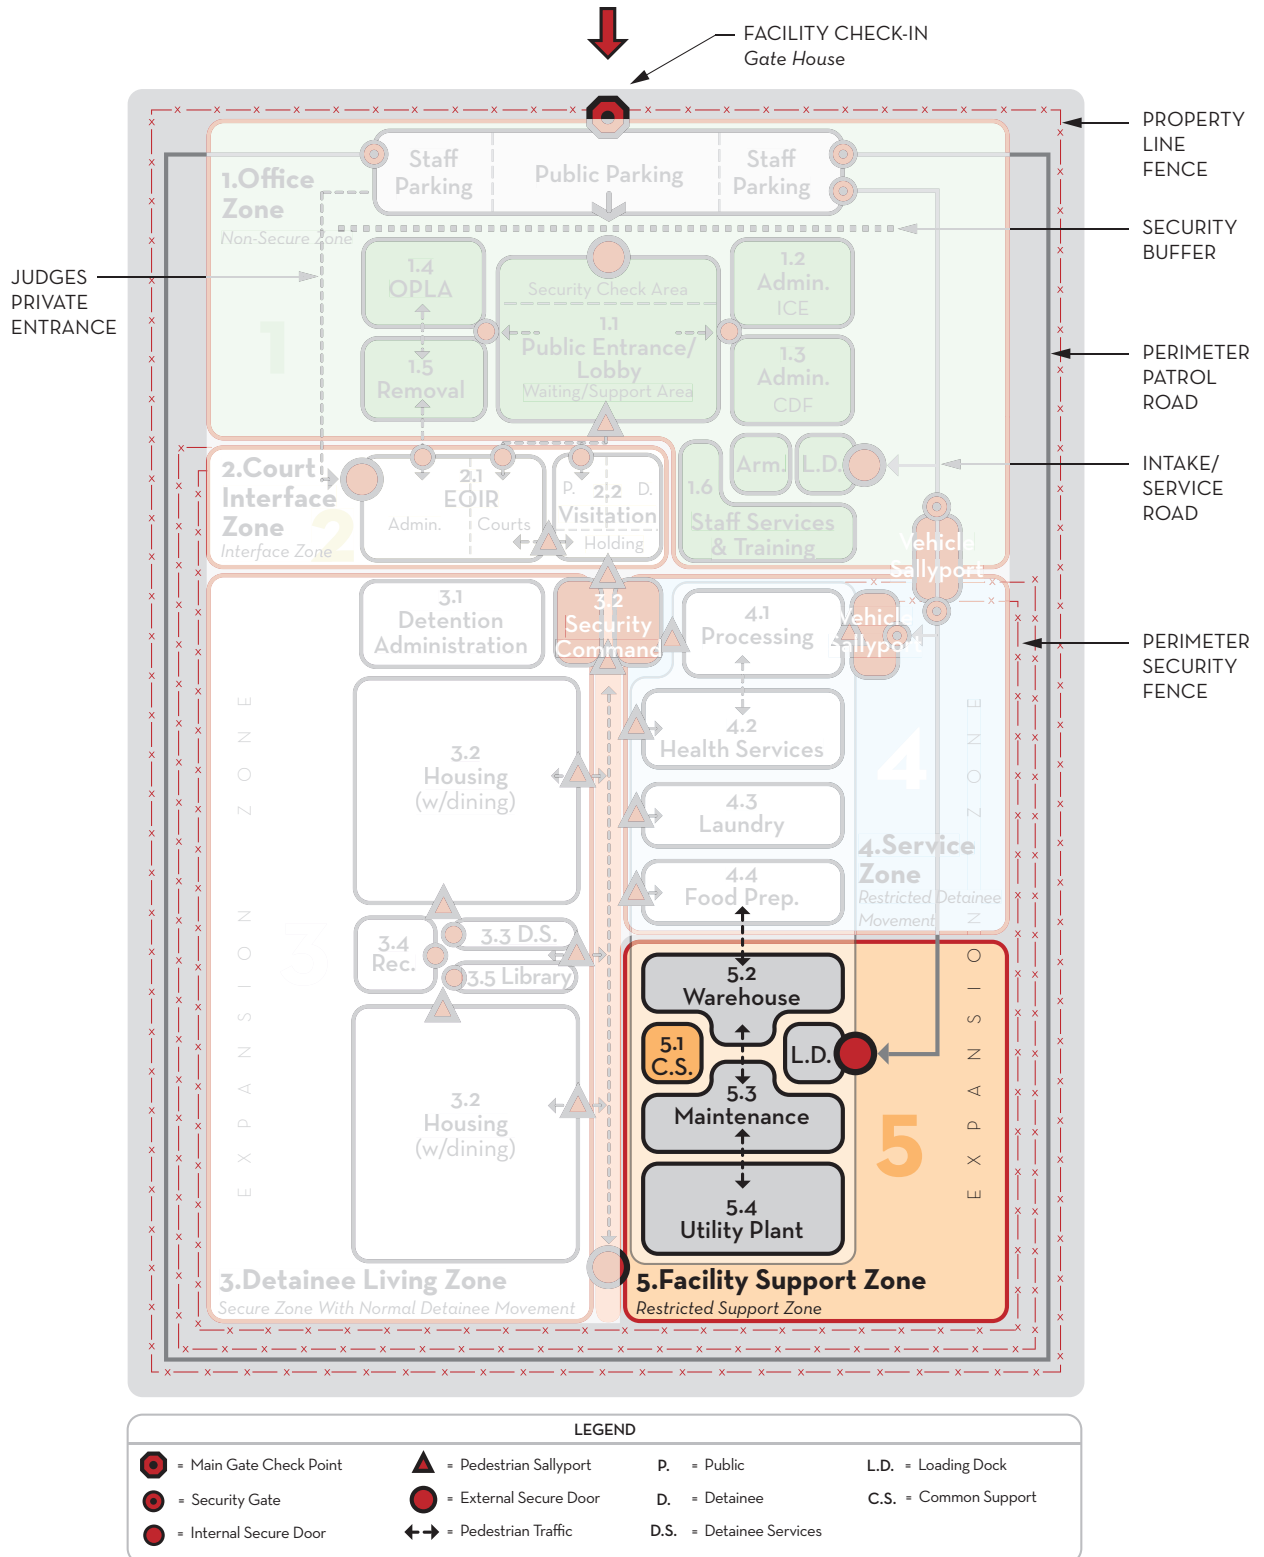 FACILITY CHECK-IN
Gate House
PROPERTY
LINE
FENCE
Staff
Parking
Public Parking
Staff
Parking
1.Office
Zone
Non-Secure Zone
SECURITY
BUFFER
JUDGES
PRIVATE
ENTRANCE
1
1.4
OPLA
Security Check Area
1.2
Admin.
ICE
1.1
Public Entrance/
Lobby
Waiting/Support Area
1.5
Removal
1.3
Admin.
CDF
PERIMETER
PATROL
ROAD
2.Court
Interface
Zone
Interface Zone
2
2.1
EOIR
Admin.
Courts
P.
2.2
D.
Visitation
Holding
Arm.
L.D.
1.6
Staff Services
& Training
INTAKE/
SERVICE
ROAD
Vehicle
Sallyport
3.1
Detention
Administration
3.2
Security
Command
4.1
Processing
Vehicle
Sallyport
PERIMETER
SECURITY
FENCE
EXPANSION ZONE
3.2
Housing
(w/dining)
4.2
Health Services
4
EXPANSION ZONE
4.3
Laundry
4.Service
Zone
Restricted Detainee
Movement
4.4
Food Prep.
3.4
Rec.
3.3 D.S.
3.5 Library
5.2
Warehouse
5.1
C.S.
L.D.
3.2
Housing
(w/dining)
5.3
Maintenance
5
5.4
Utility Plant
3.Detainee Living Zone
Secure Zone With Normal Detainee Movement
5.Facility Support Zone
Restricted Support Zone
LEGEND
= Main Gate Check Point
= Security Gate
= Internal Secure Door
= Pedestrian Sallyport
= External Secure Door
= Pedestrian Traffic
P. = Public
D. = Detainee
D.S. = Detainee Services
L.D. = Loading Dock
C.S. = Common Support